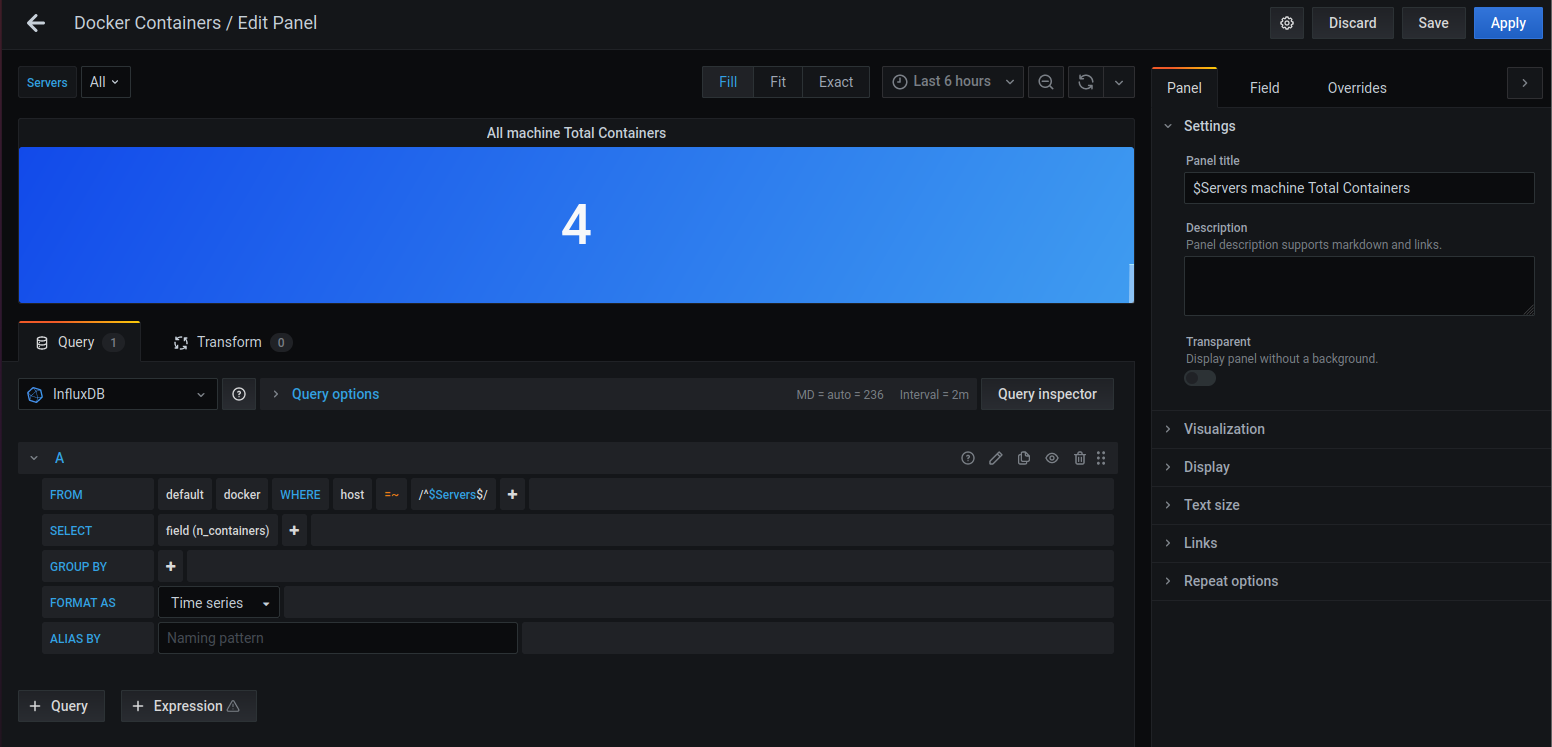 Docker Containers / Edit Panel
Discard
Save
Apply
Servers
All
Fill
Fit
Exact
Last 6 hours
All machine Total Containers
4
Query 1
Transform 0
InfluxDB
Query options
MD = auto = 236
Interval = 2m
Query inspector
A
FROM default docker WHERE host =~ /^$Servers$/ +
SELECT field (n_containers) +
GROUP BY +
FORMAT AS Time series
ALIAS BY Naming pattern
+ Query
+ Expression
Panel
Field
Overrides
Settings
Panel title
$Servers machine Total Containers
Description
Panel description supports markdown and links.
Transparent
Display panel without a background.
Visualization
Display
Text size
Links
Repeat options